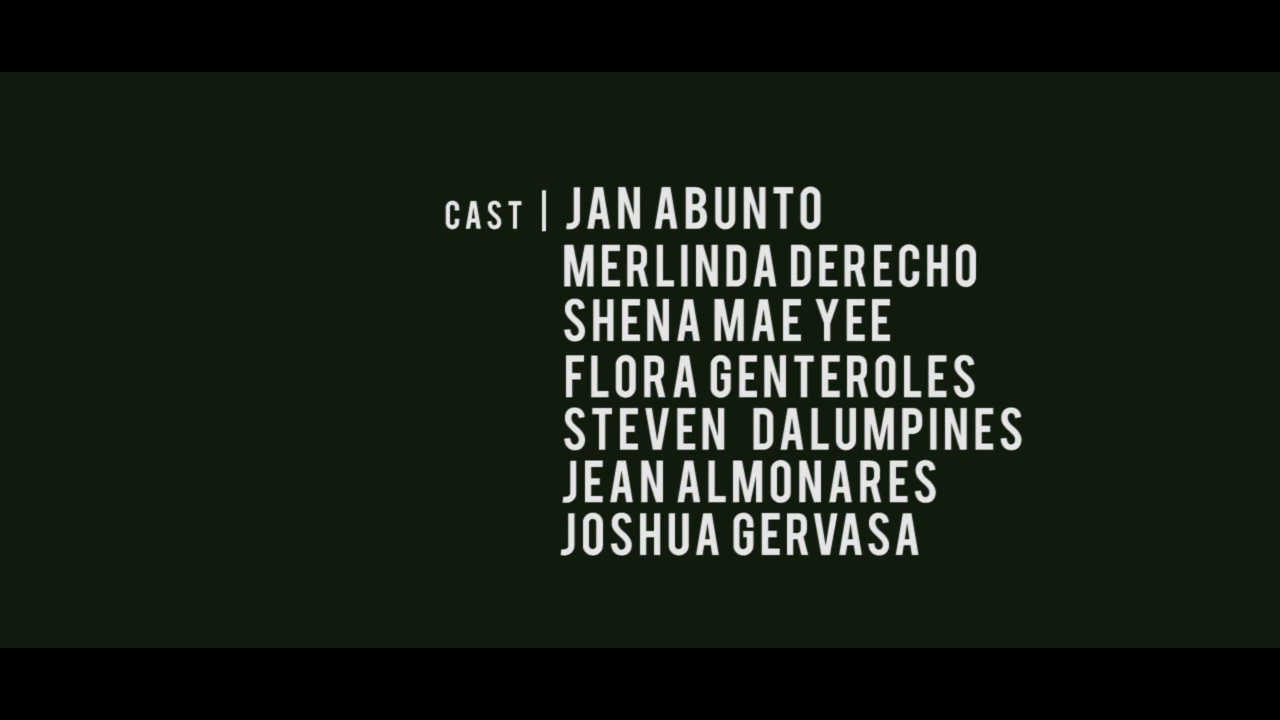 CAST | JAN ABUNTO
MERLINDA DERECHO
SHENA MAE YEE
FLORA GENTEROLES
STEVEN DALUMPINES
JEAN ALMONARES
JOSHUA GERVASA